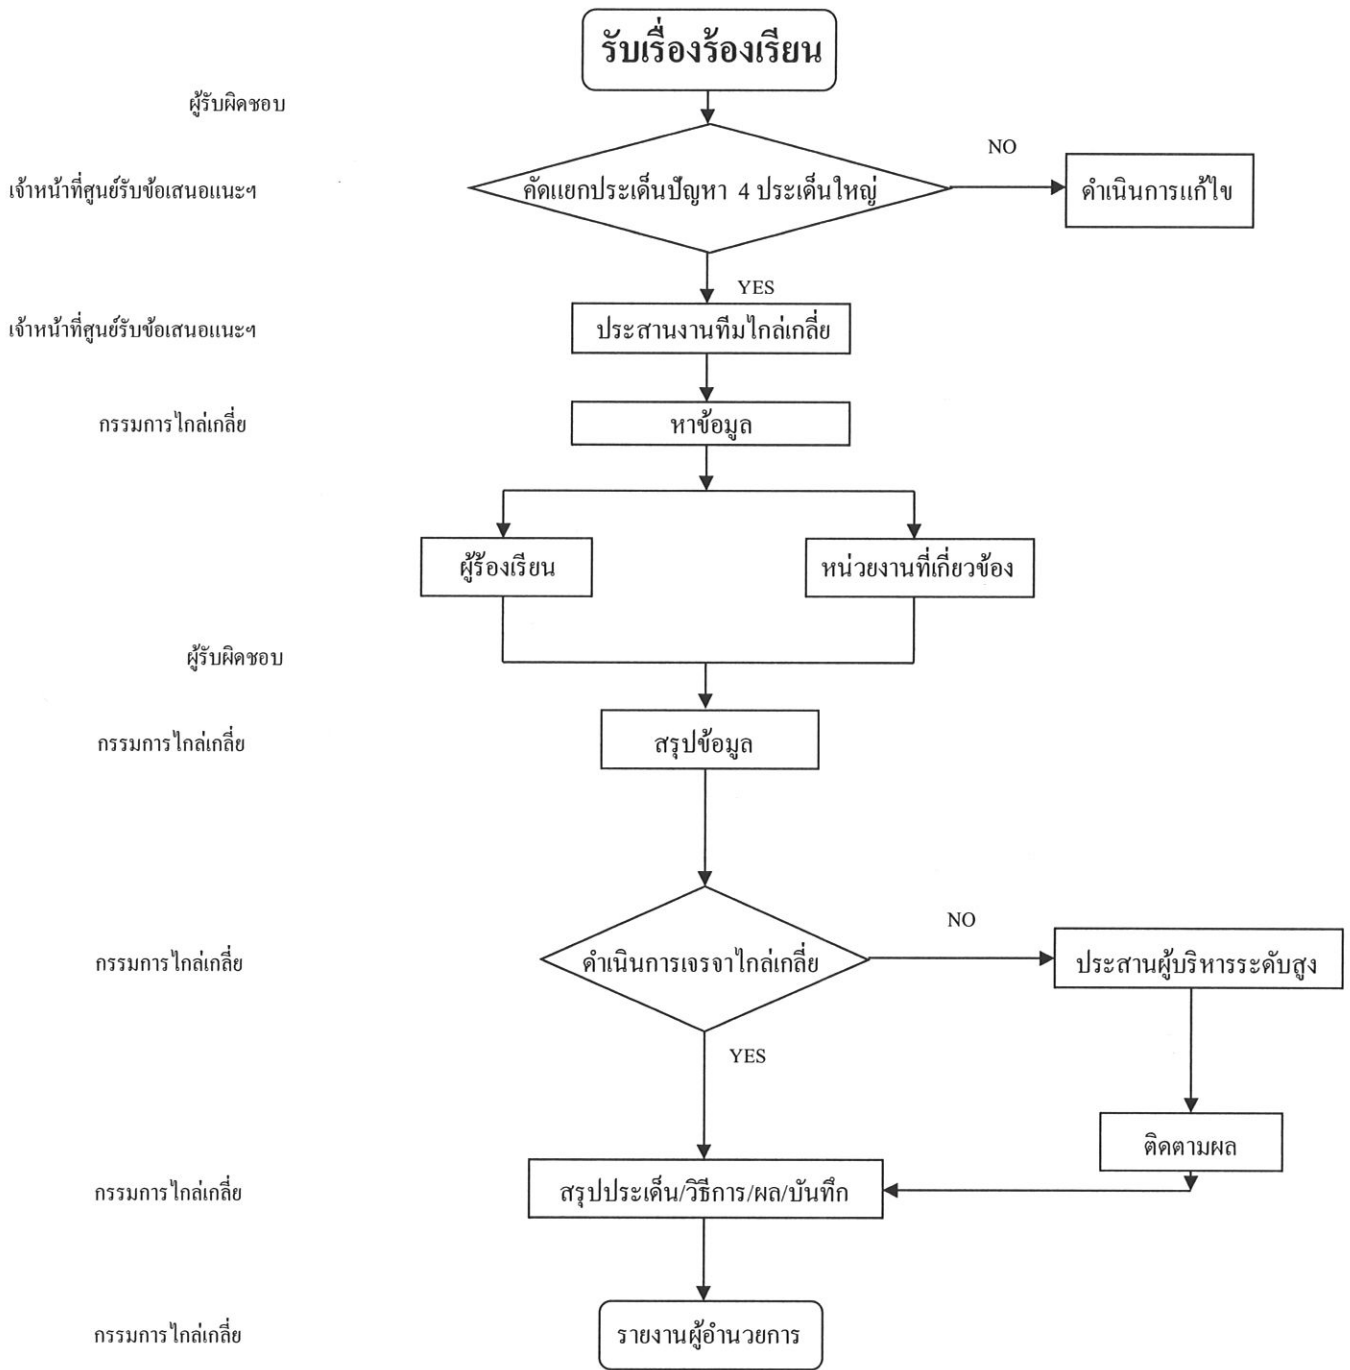 รับเรื่องร้องเรียน
ผู้รับผิดชอบ
NO
เจ้าหน้าที่ศูนย์รับข้อเสนอแนะฯ
คัดแยกประเด็นปัญหา 4 ประเด็นใหญ่
ดำเนินการแก้ไข
YES
เจ้าหน้าที่ศูนย์รับข้อเสนอแนะฯ
ประสานงานทีมไกล่เกลี่ย
กรรมการไกล่เกลี่ย
หาข้อมูล
ผู้ร้องเรียน
หน่วยงานที่เกี่ยวข้อง
ผู้รับผิดชอบ
กรรมการไกล่เกลี่ย
สรุปข้อมูล
NO
กรรมการไกล่เกลี่ย
ดำเนินการเจรจาไกล่เกลี่ย
ประสานผู้บริหารระดับสูง
YES
ติดตามผล
กรรมการไกล่เกลี่ย
สรุปประเด็น/วิธีการ/ผล/บันทึก
กรรมการไกล่เกลี่ย
รายงานผู้อำนวยการ